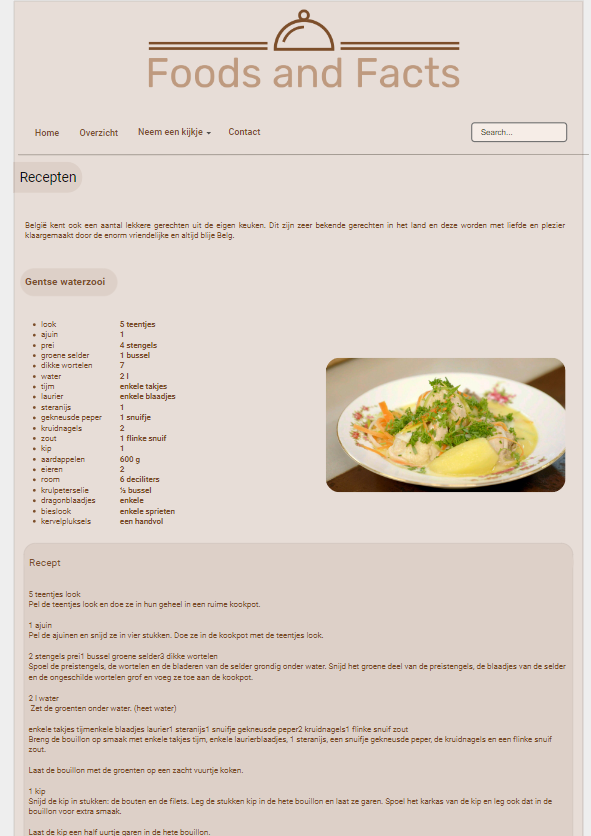 Foods and Facts
Home Overzicht Neem een kijkje Contact Search...
Recepten
België kent ook een aantal lekkere gerechten uit de eigen keuken. Dit zijn zeer bekende gerechten in het land en deze worden met liefde en plezier
klaargemaakt door de enorm vriendelijke en altijd blije Belg.
Gentse waterzooi
• look 5 teentjes
• ajuin 1
• prei 4 stengels
• groene selder 1 bussel
• dikke wortelen 7
• water 2 l
• tijm enkele takjes
• laurier enkele blaadjes
• steranijs 1
• gekneusde peper 1 snuifje
• kruidnagels 2
• zout 1 flinke snuif
• kip 1
• aardappelen 600 g
• eieren 2
• room 6 deciliters
• krulpeterselie ½ bussel
• dragonblaadjes enkele
• bieslook enkele sprieten
• kervelpluksels een handvol
Recept
5 teentjes look
Pel de teentjes look en doe ze in hun geheel in een ruime kookpot.
1 ajuin
Pel de ajuinen en snijd ze in vier stukken. Doe ze in de kookpot met de teentjes look.
2 stengels prei1 bussel groene selder3 dikke wortelen
Spoel de preistengels, de wortelen en de bladeren van de selder grondig onder water. Snijd het groene deel van de preistengels, de blaadjes van de selder
en de ongeschilde wortelen grof en voeg ze toe aan de kookpot.
2 l water
Zet de groenten onder water. (heet water)
enkele takjes tijmenkele blaadjes laurier1 steranijs1 snuifje gekneusde peper2 kruidnagels1 flinke snuif zout
Breng de bouillon op smaak met enkele takjes tijm, enkele laurierblaadjes, 1 steranijs, een snuifje gekneusde peper, de kruidnagels en een flinke snuif
zout.
Laat de bouillon met de groenten op een zacht vuurtje koken.
1 kip
Snijd de kip in stukken: de bouten en de filets. Leg de stukken kip in de hete bouillon en laat ze garen. Spoel het karkas van de kip en leg ook dat in de
bouillon voor extra smaak.
Laat de kip een half uurtje garen in de hete bouillon.